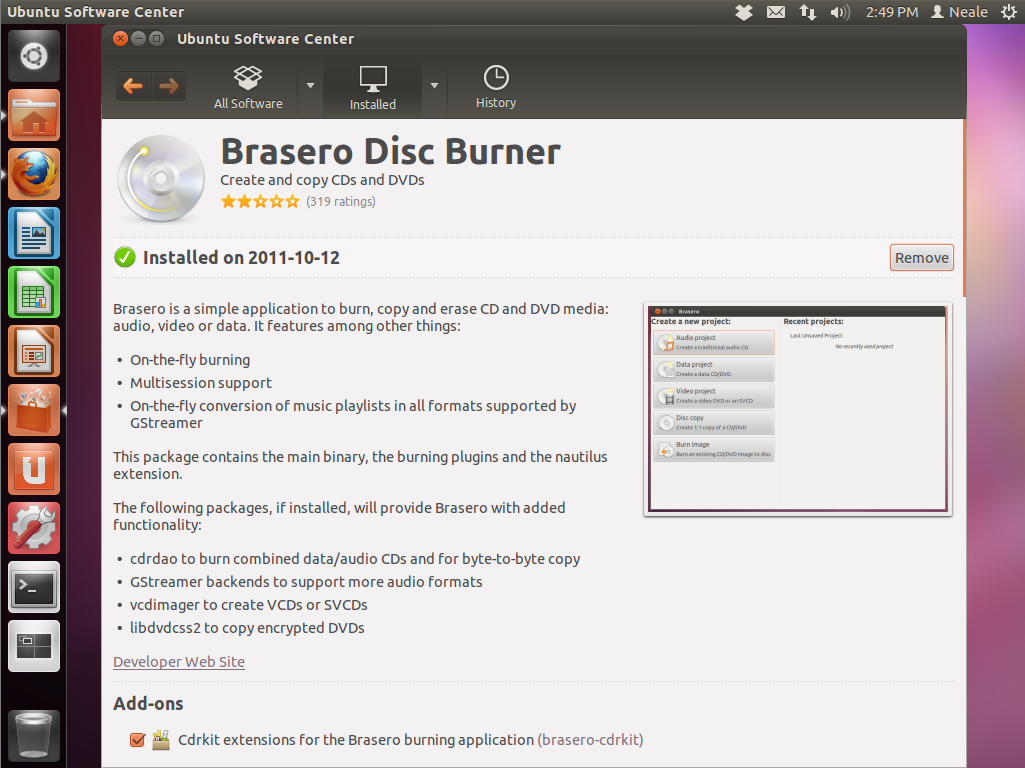 Ubuntu Software Center
2:49 PM
Neale
Ubuntu Software Center
All Software
Installed
History
Brasero Disc Burner
Create and copy CDs and DVDs
(319 ratings)
Installed on 2011-10-12
Remove
Brasero is a simple application to burn, copy and erase CD and DVD media:
audio, video or data. It features among other things:
• On-the-fly burning
• Multisession support
• On-the-fly conversion of music playlists in all formats supported by
GStreamer
This package contains the main binary, the burning plugins and the nautilus
extension.
The following packages, if installed, will provide Brasero with added
functionality:
• cdrdao to burn combined data/audio CDs and for byte-to-byte copy
• GStreamer backends to support more audio formats
• vcdimager to create VCDs or SVCDs
• libdvdcss2 to copy encrypted DVDs
Developer Web Site
Brasero
Create a new project:
Audio project
Create a traditional audio CD
Data project
Create a data CD/DVD
Video project
Create a video DVD or an SVCD
Disc copy
Create 1:1 copy of a CD/DVD
Burn image
Burn an existing CD/DVD image to disc
Recent projects:
Last Unsaved Project
No recently used project
Add-ons
Cdrkit extensions for the Brasero burning application (brasero-cdrkit)